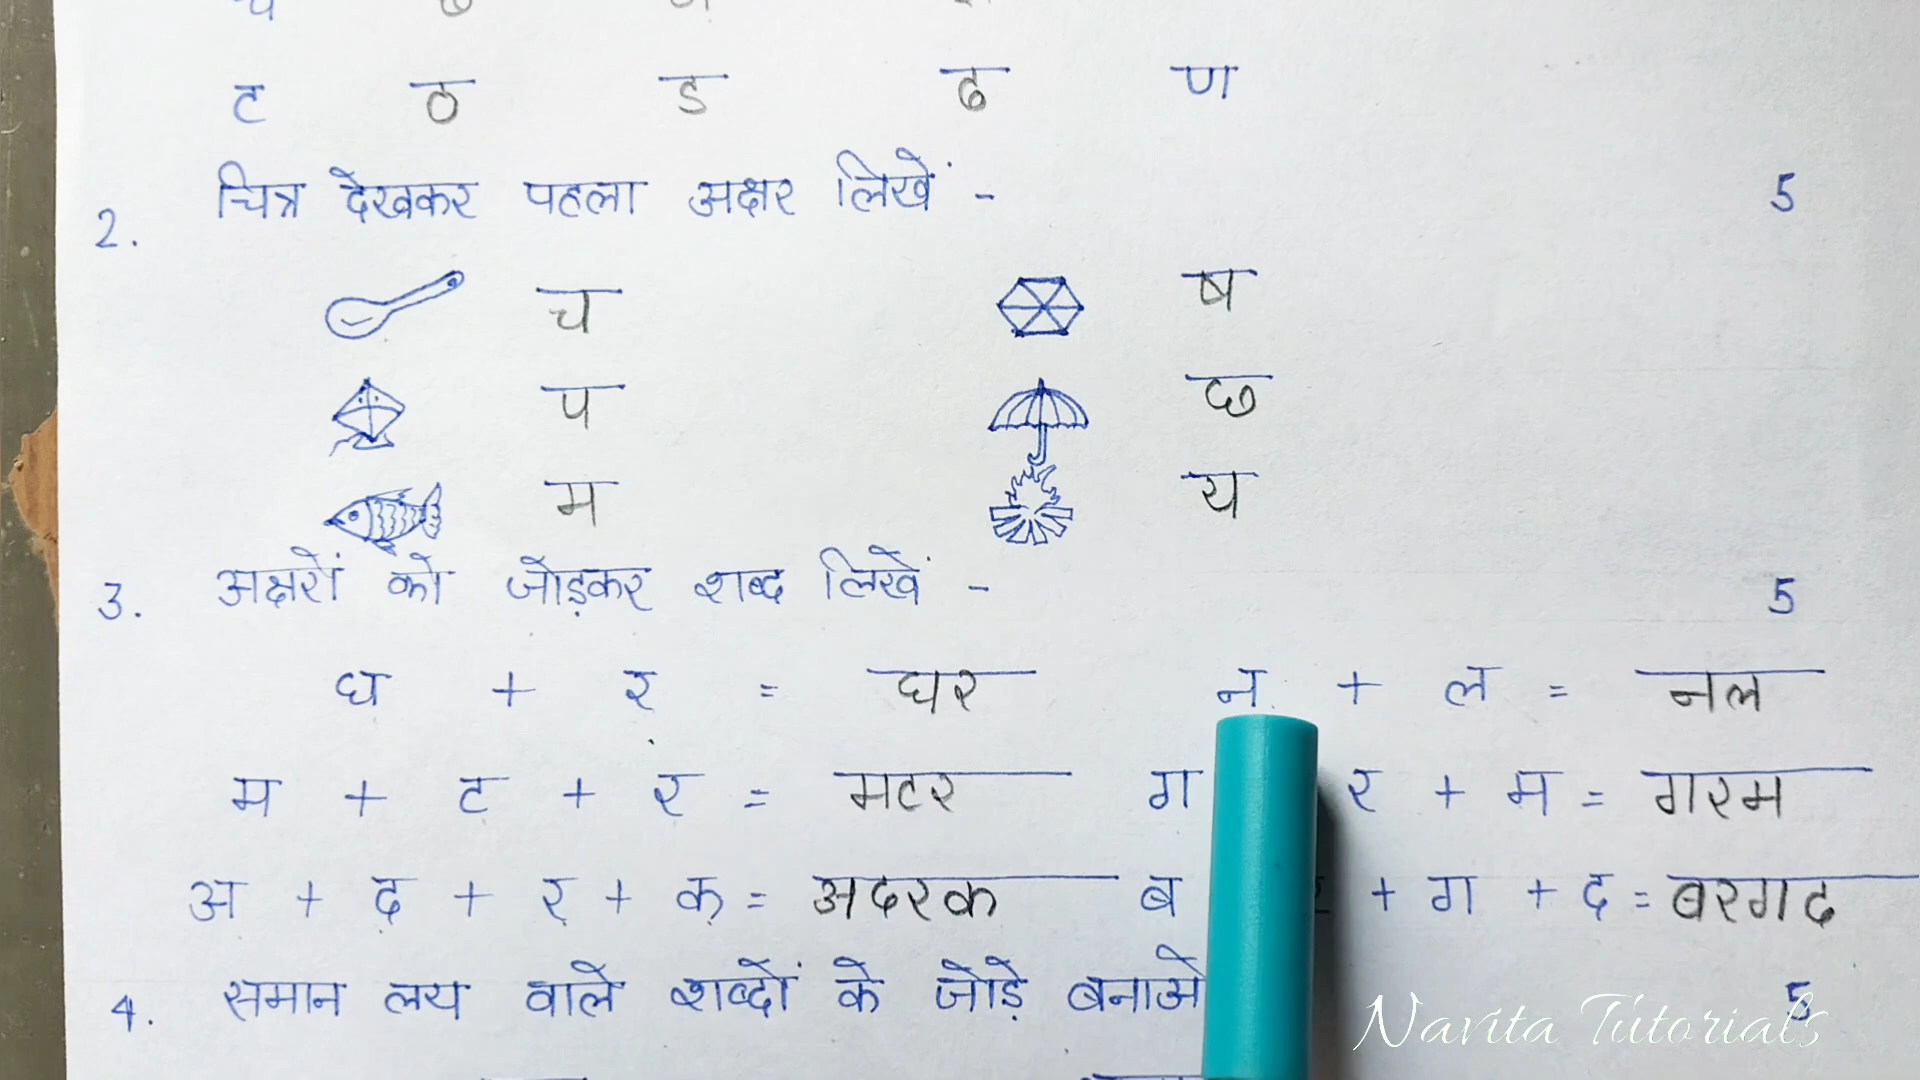 ट ठ ड ढ ण
2. चित्र देखकर पहला अक्षर लिखें - 5
च ष
प छ
म य
3. अक्षरों को जोड़कर शब्द लिखें - 5
घ + र = घर न + ल = नल
म + ट + र = मटर ग र + म = गरम
अ + द + र + क = अदरक ब + ग + द = बरगद
4. समान लय वाले शब्दों के जोड़े बनाओ 5
Navita Tutorials